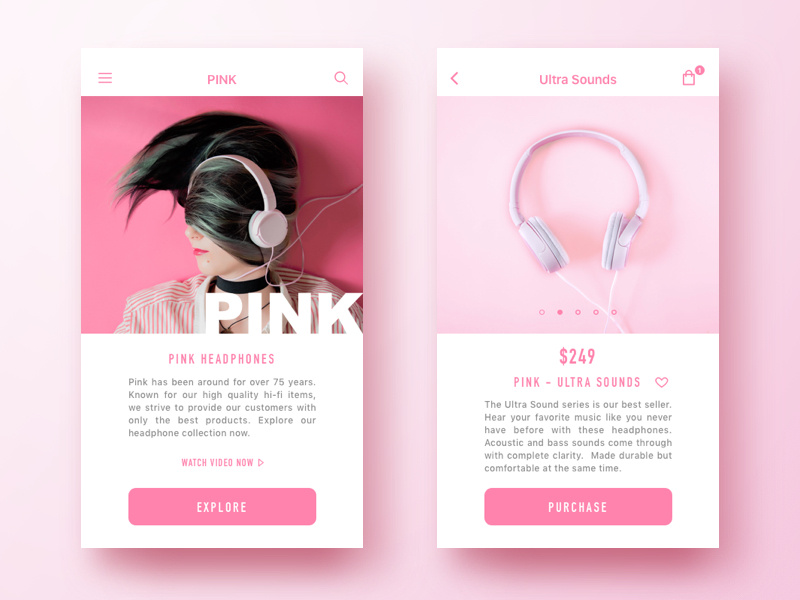 PINK
PINK
PINK HEADPHONES
Pink has been around for over 75 years.
Known for our high quality hi-fi items,
we strive to provide our customers with
only the best products. Explore our
headphone collection now.
WATCH VIDEO NOW
EXPLORE
Ultra Sounds
1
$249
PINK - ULTRA SOUNDS
The Ultra Sound series is our best seller.
Hear your favorite music like you never
have before with these headphones.
Acoustic and bass sounds come through
with complete clarity. Made durable but
comfortable at the same time.
PURCHASE